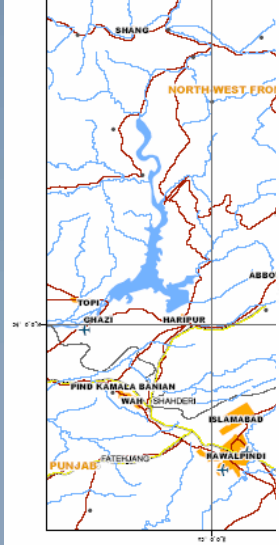 SHANG
NORTH-WEST FRO
ABBO
TOPI
GHAZI
HARIPUR
PIND KAMALA BANIAN
WAH
SHAHDERI
ISLAMABAD
RAWALPINDI
PUNJAB
FATEHJANG